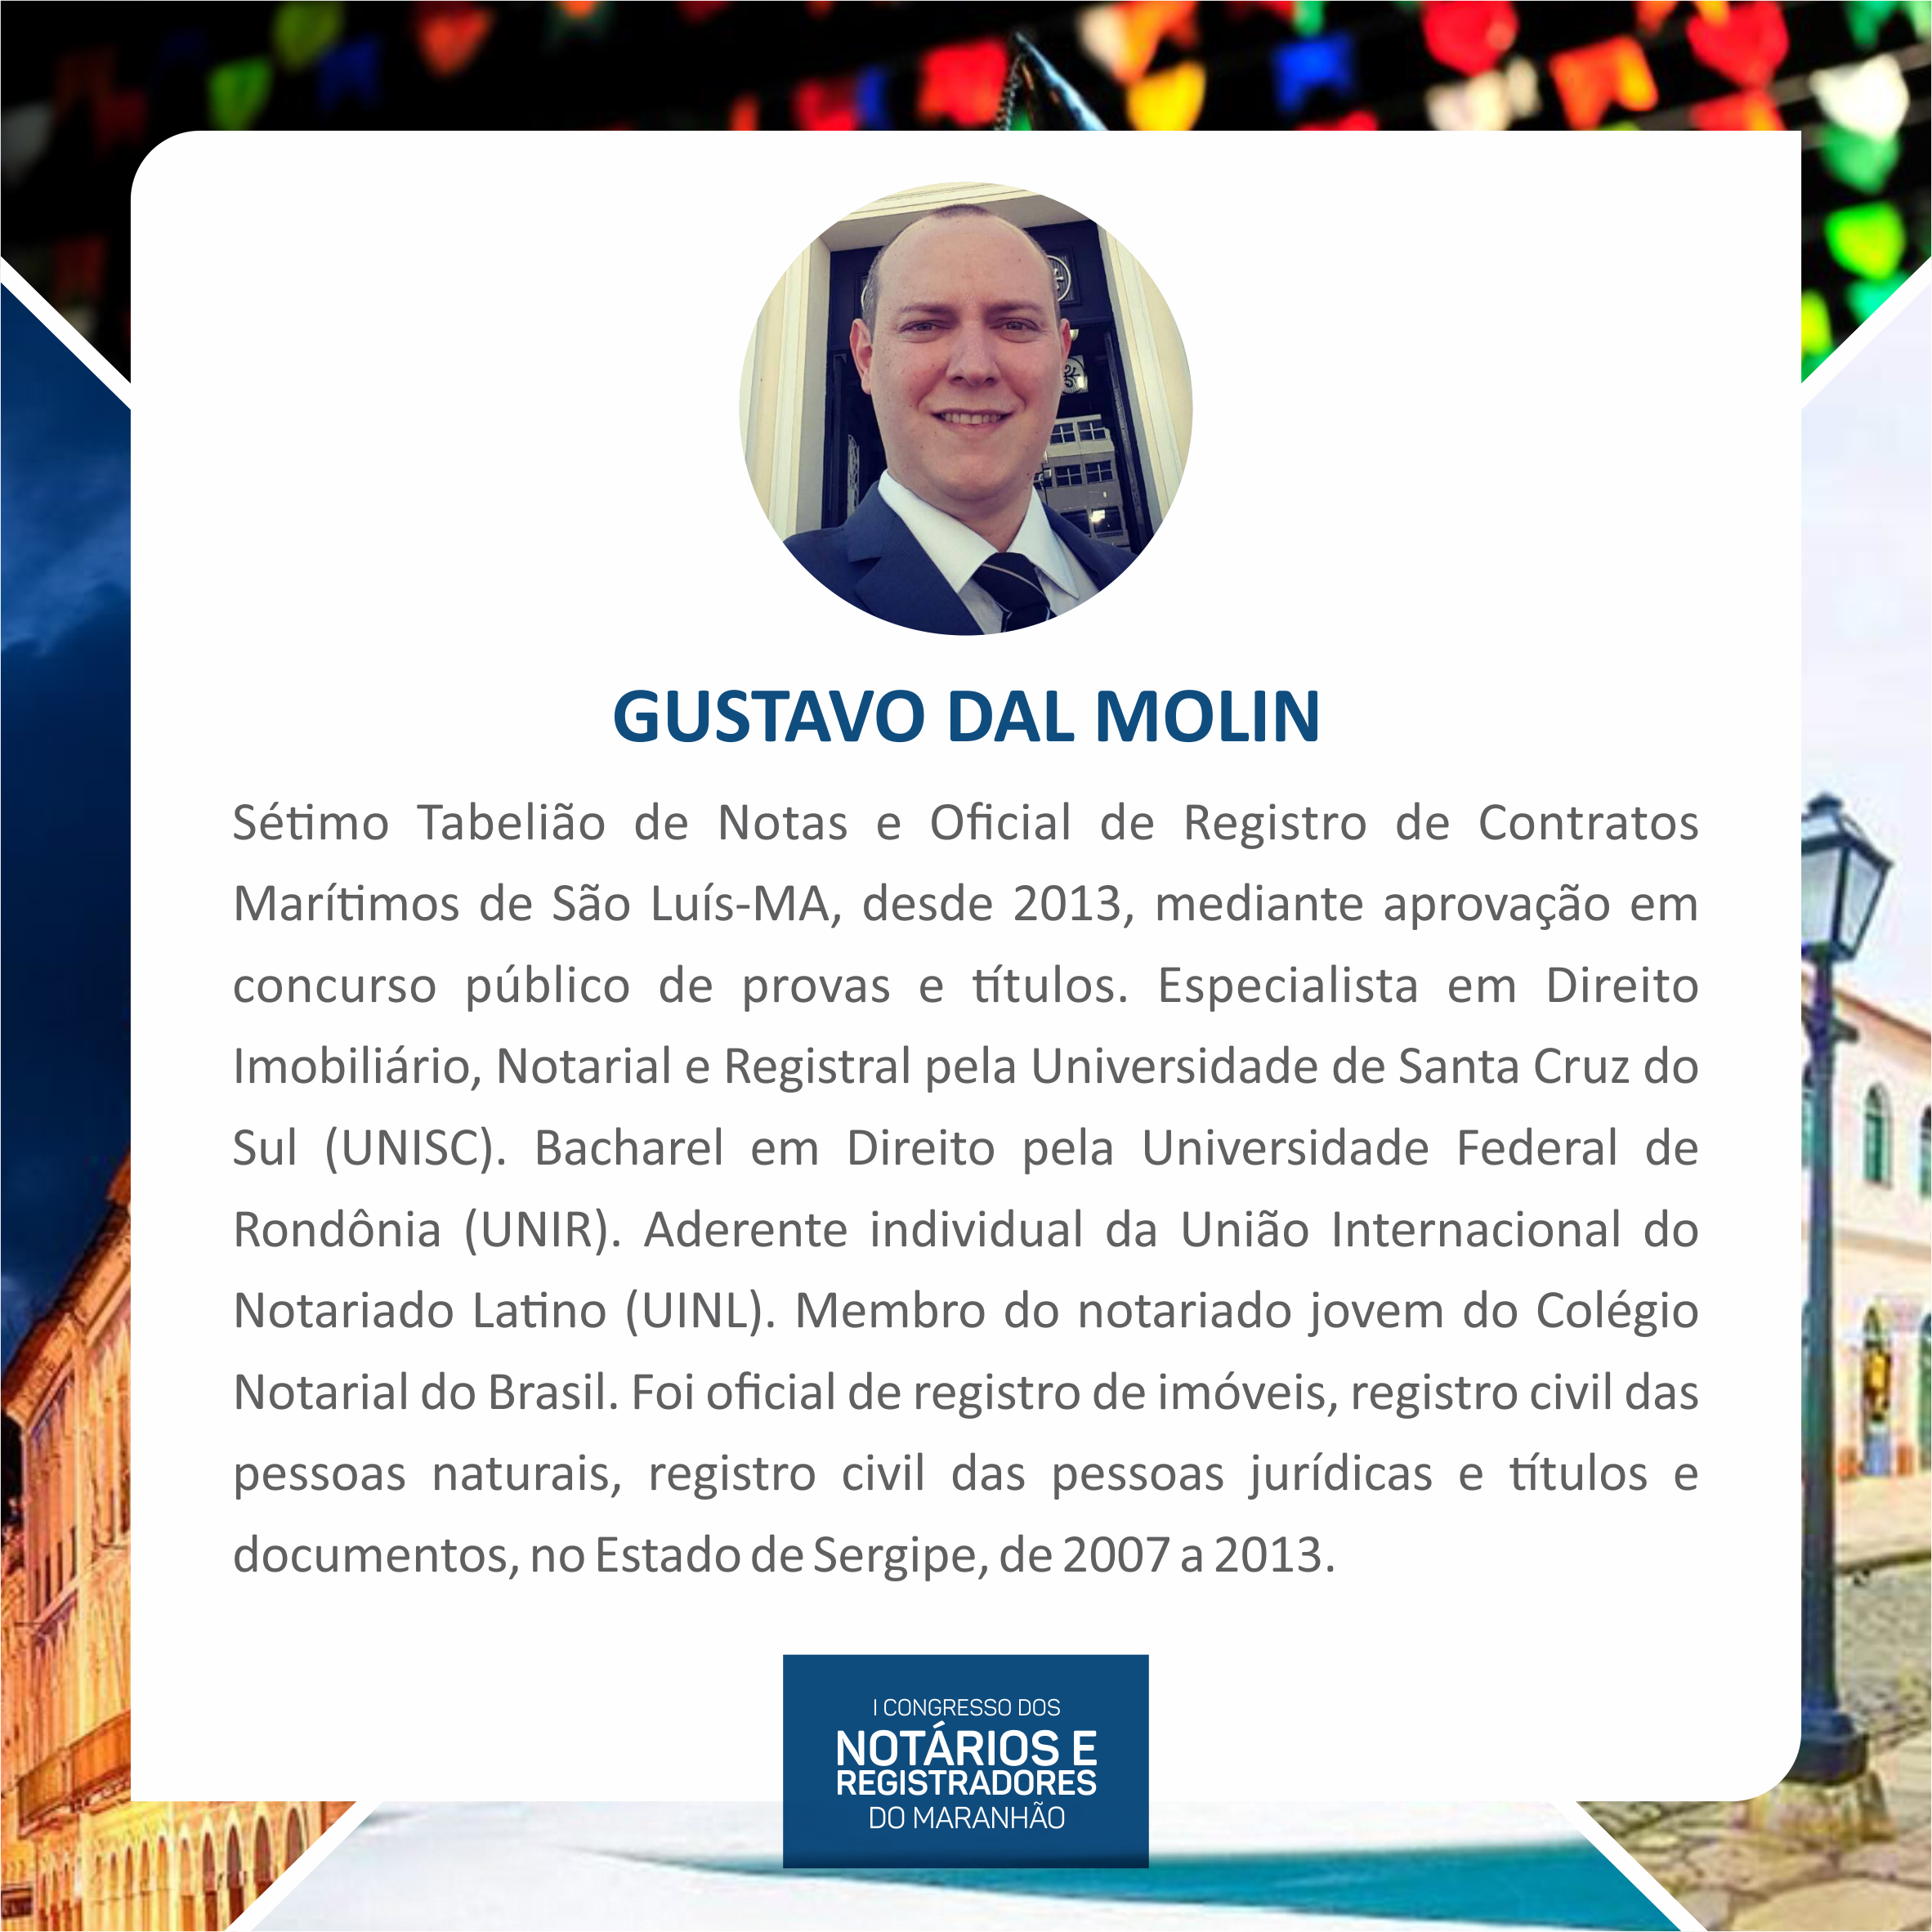 GUSTAVO DAL MOLIN
Sétimo Tabelião de Notas e Oficial de Registro de Contratos
Marítimos de São Luís-MA, desde 2013, mediante aprovação em
concurso público de provas e títulos. Especialista em Direito
Imobiliário, Notarial e Registral pela Universidade de Santa Cruz do
Sul (UNISC). Bacharel em Direito pela Universidade Federal de
Rondônia (UNIR). Aderente individual da União Internacional do
Notariado Latino (UINL). Membro do notariado jovem do Colégio
Notarial do Brasil. Foi oficial de registro de imóveis, registro civil das
pessoas naturais, registro civil das pessoas jurídicas e títulos e
documentos, no Estado de Sergipe, de 2007 a 2013.
I CONGRESSO DOS
NOTÁRIOS E
REGISTRADORES
DO MARANHÃO